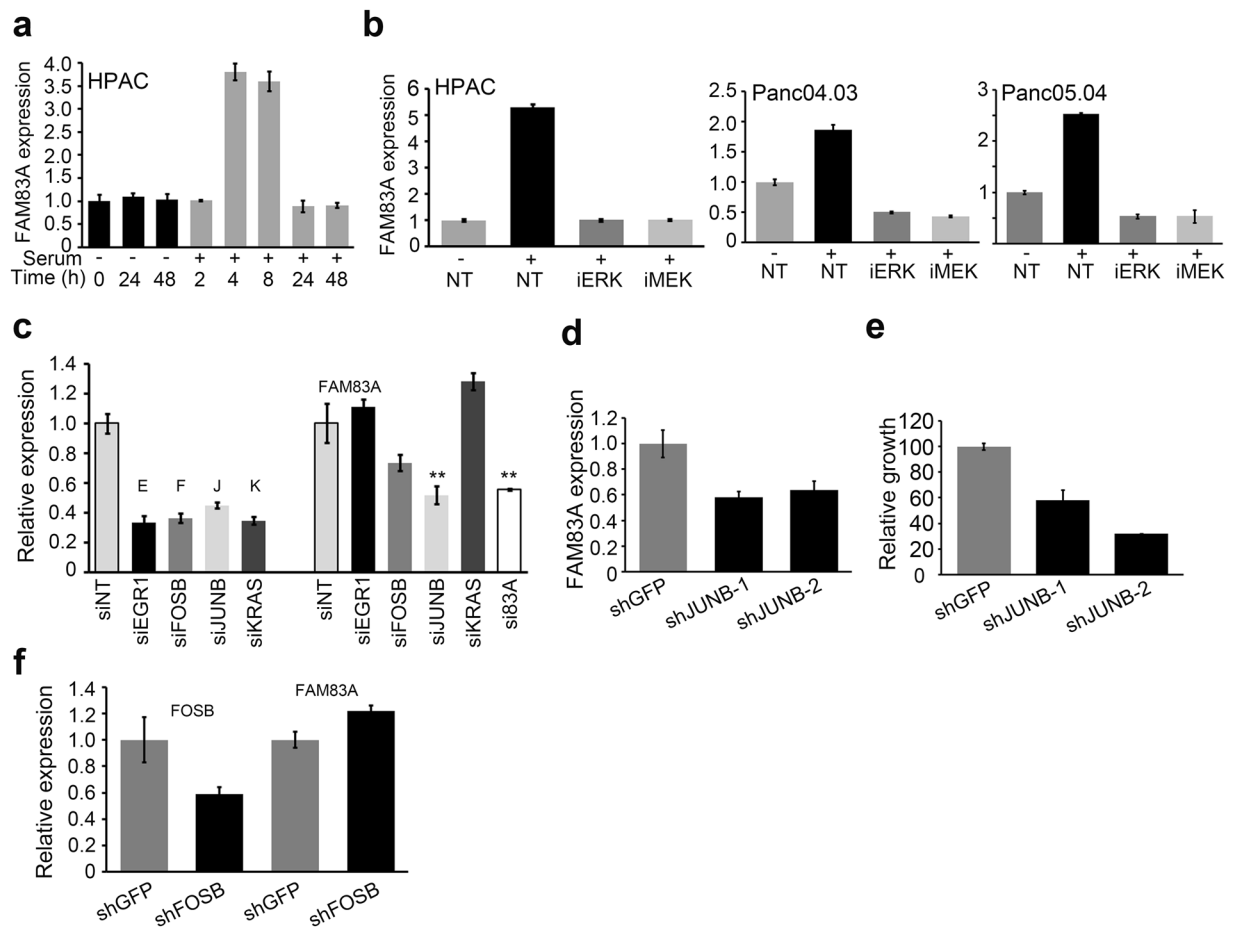 a
FAM83A expression
HPAC
4.0
3.5
3.0
2.5
2.0
1.5
1.0
0.5
0
Serum - - - + + + + +
Time (h) 0 24 48 2 4 8 24 48
b
FAM83A expression
HPAC
6
5
4
3
2
1
0
- + + +
NT NT iERK iMEK
Panc04.03
2.5
2.0
1.5
1.0
0.5
0
- + + +
NT NT iERK iMEK
Panc05.04
3
2
1
0
- + + +
NT NT iERK iMEK
c
Relative expression
1.4
1.2
1.0
0.8
0.6
0.4
0.2
0
E F J K
FAM83A
** **
siNT siEGR1 siFOSB siJUNB siKRAS siNT siEGR1 siFOSB siJUNB siKRAS si83A
d
FAM83A expression
1.2
1.0
0.8
0.6
0.4
0.2
0
shGFP shJUNB-1 shJUNB-2
e
Relative growth
120
100
80
60
40
20
0
shGFP shJUNB-1 shJUNB-2
f
Relative expression
1.4
1.2
1.0
0.8
0.6
0.4
0.2
0
FOSB
FAM83A
shGFP shFOSB shGFP shFOSB